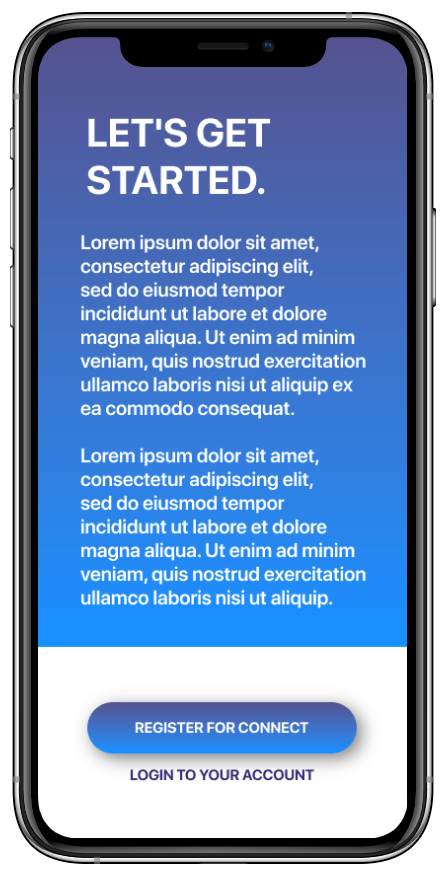 LET'S GET
STARTED.
Lorem ipsum dolor sit amet,
consectetur adipiscing elit,
sed do eiusmod tempor
incididunt ut labore et dolore
magna aliqua. Ut enim ad minim
veniam, quis nostrud exercitation
ullamco laboris nisi ut aliquip ex
ea commodo consequat.
Lorem ipsum dolor sit amet,
consectetur adipiscing elit,
sed do eiusmod tempor
incididunt ut labore et dolore
magna aliqua. Ut enim ad minim
veniam, quis nostrud exercitation
ullamco laboris nisi ut aliquip.
REGISTER FOR CONNECT
LOGIN TO YOUR ACCOUNT